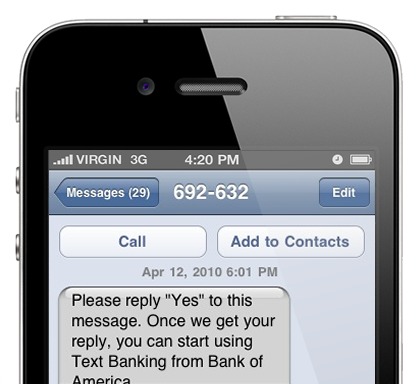 VIRGIN 3G 4:20 PM
Messages (29) 692-632 Edit
Call Add to Contacts
Apr 12, 2010 6:01 PM
Please reply "Yes" to this
message. Once we get your
reply, you can start using
Text Banking from Bank of
America